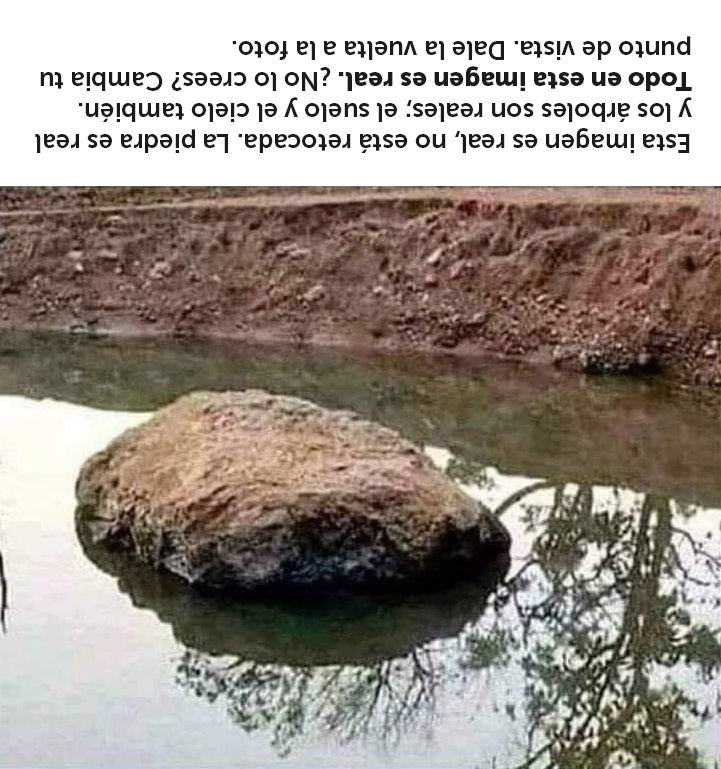 Esta imagen es real, no está retocada. La piedra es real
y los árboles son reales; el suelo y el cielo también.
Todo en esta imagen es real. ¿No lo crees? Cambia tu
punto de vista. Dale la vuelta a la foto.